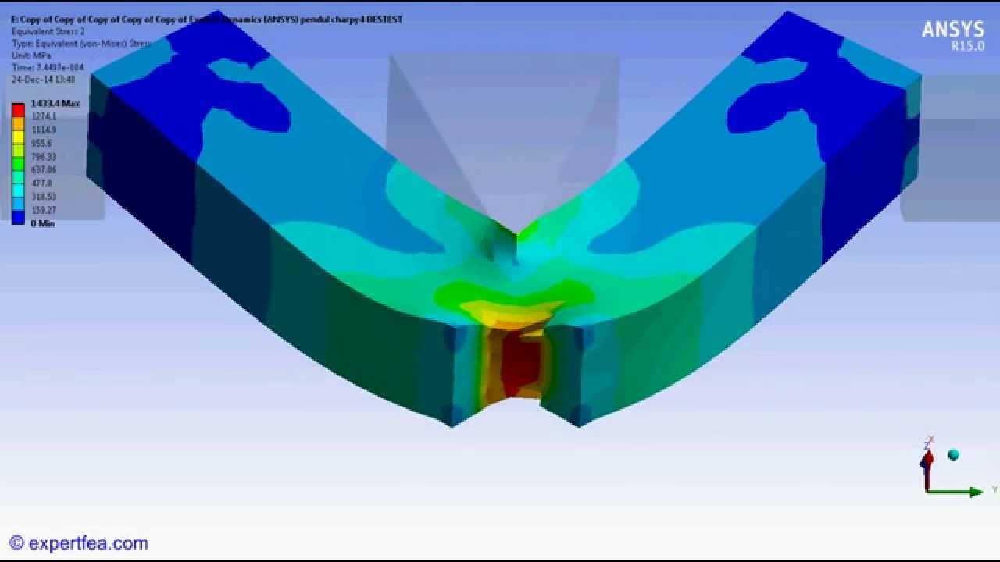 E: Copy of Copy of Copy of Copy of Copy of Explicit Dynamics (ANSYS) pendul charpy 4 BESTEST
Equivalent Stress 2
Type: Equivalent (von-Mises) Stress
Unit: MPa
Time: 7.4497e-004
24-Dec-14 13:48
1433.4 Max
1274.1
1114.9
955.6
796.33
637.06
477.8
318.53
159.27
0 Min
ANSYS
R15.0
X
Z
Y
© expertfea.com